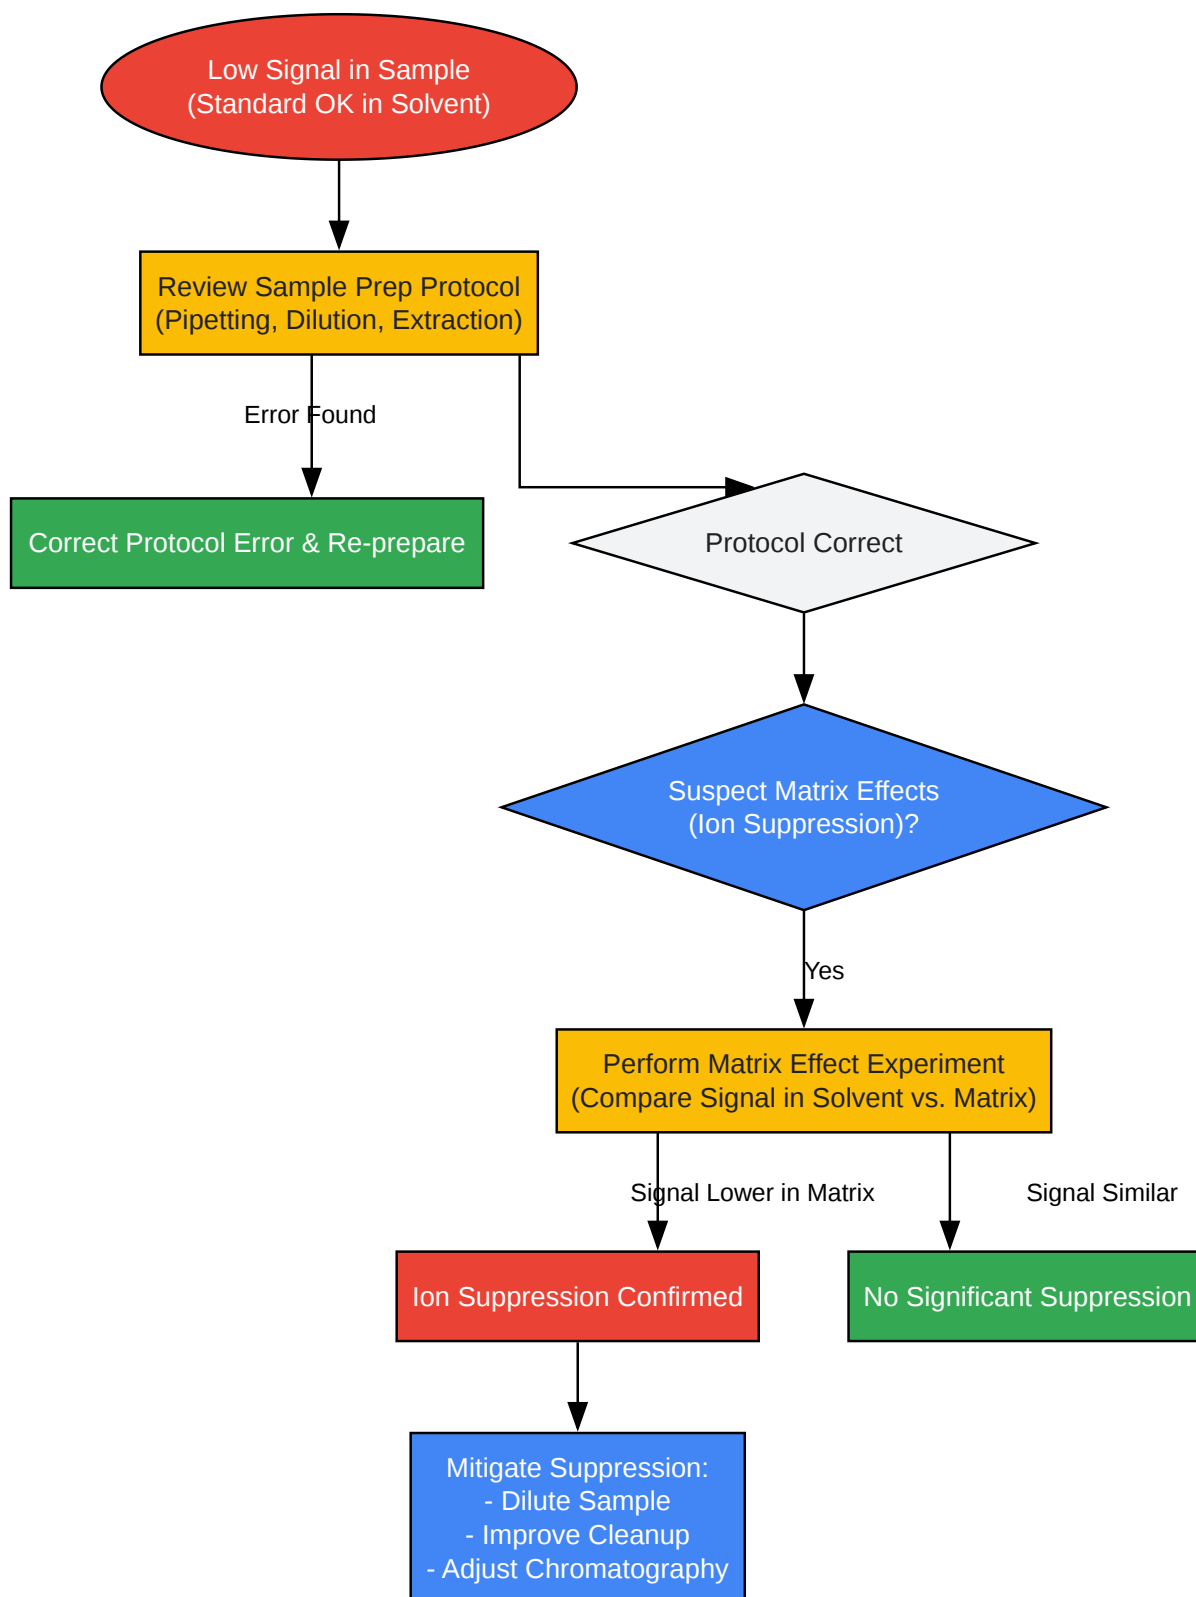 Low Signal in Sample
(Standard OK in Solvent)
Review Sample Prep Protocol
(Pipetting, Dilution, Extraction)
Error Found
Correct Protocol Error & Re-prepare
Protocol Correct
Suspect Matrix Effects
(Ion Suppression)?
Yes
Perform Matrix Effect Experiment
(Compare Signal in Solvent vs. Matrix)
Signal Lower in Matrix
Signal Similar
Ion Suppression Confirmed
No Significant Suppression
Mitigate Suppression:
- Dilute Sample
- Improve Cleanup
- Adjust Chromatography